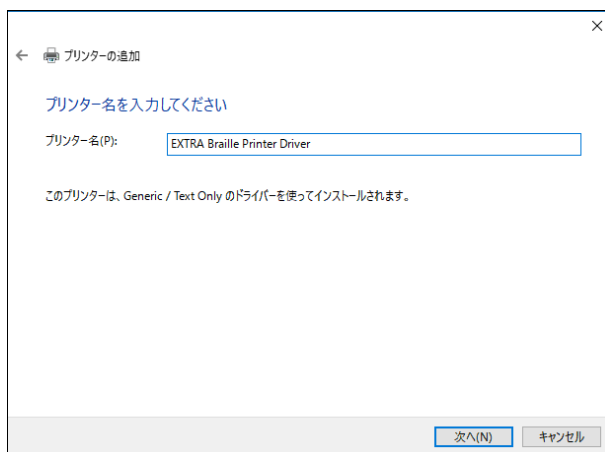 プリンターの追加
プリンター名を入力してください
プリンター名(P): EXTRA Braille Printer Driver
このプリンターは、Generic / Text Only のドライバーを使ってインストールされます。
次へ(N) キャンセル